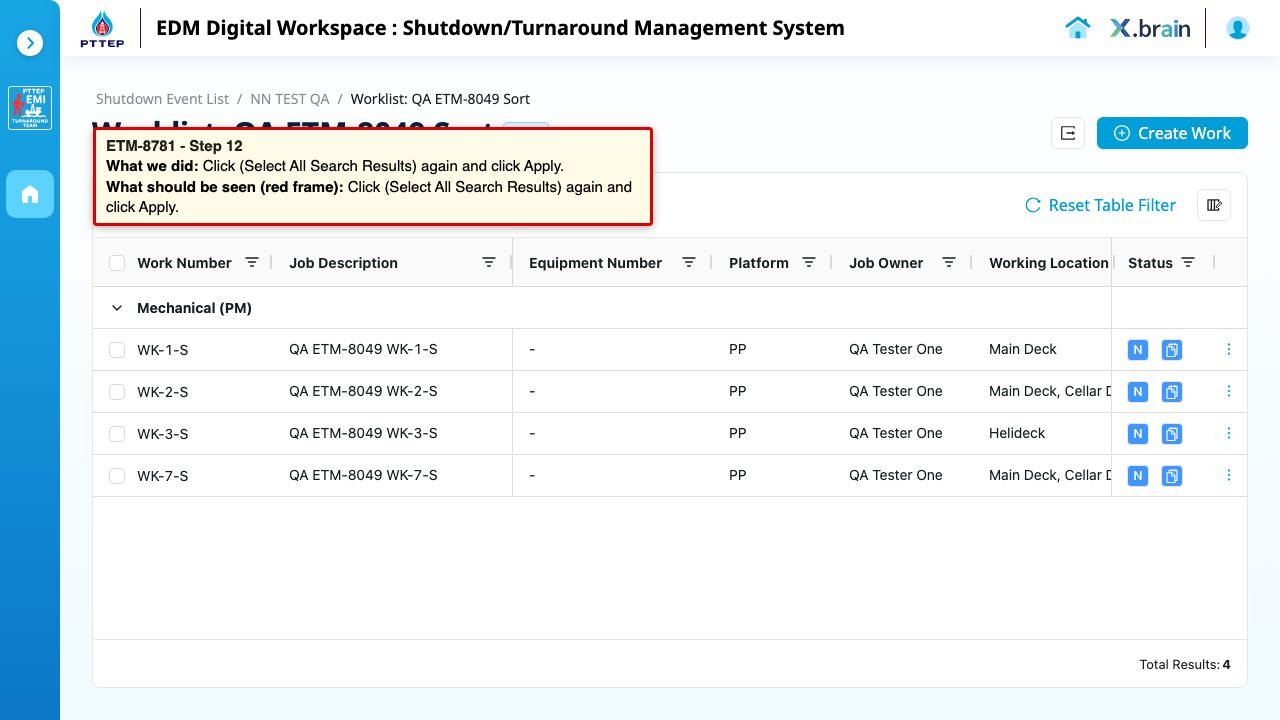 PTTEP
EDM Digital Workspace : Shutdown/Turnaround Management System
X.brain
PTTEP
EMI
TURNAROUND
TEAM
Shutdown Event List / NN TEST QA / Worklist: QA ETM-8049 Sort
Worklist: QA ETM-8049 Sort
Create Work
ETM-8781 - Step 12
What we did: Click (Select All Search Results) again and click Apply.
What should be seen (red frame): Click (Select All Search Results) again and
click Apply.
Reset Table Filter
Work Number Job Description Equipment Number Platform Job Owner Working Location Status
Mechanical (PM)
WK-1-S QA ETM-8049 WK-1-S - PP QA Tester One Main Deck N
WK-2-S QA ETM-8049 WK-2-S - PP QA Tester One Main Deck, Cellar D N
WK-3-S QA ETM-8049 WK-3-S - PP QA Tester One Helideck N
WK-7-S QA ETM-8049 WK-7-S - PP QA Tester One Main Deck, Cellar D N
Total Results: 4